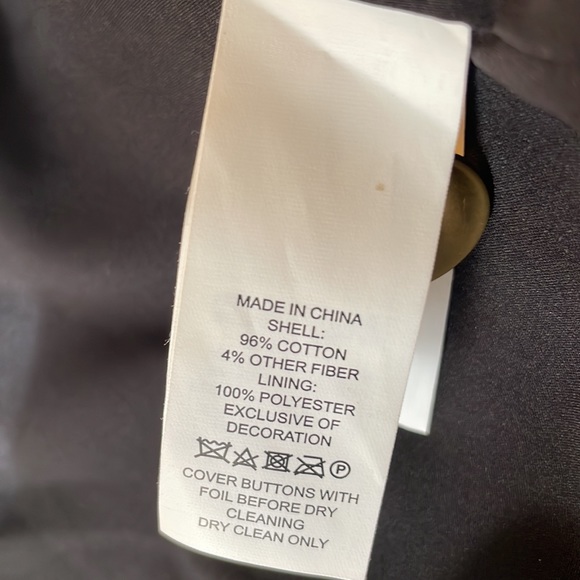 MADE IN CHINA
SHELL:
96% COTTON
4% OTHER FIBER
LINING:
100% POLYESTER
EXCLUSIVE OF
DECORATION
P
COVER BUTTONS WITH
FOIL BEFORE DRY
CLEANING
DRY CLEAN ONLY